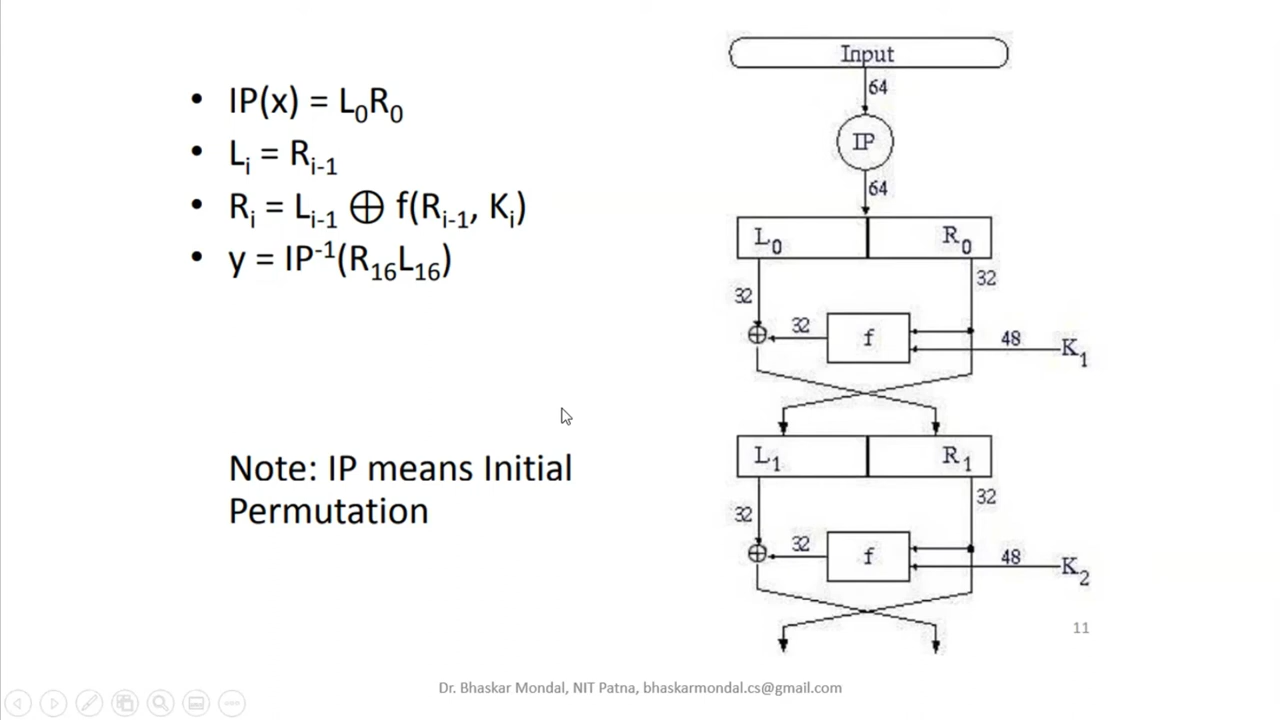 • IP(x) = L₀R₀
• Lᵢ = Rᵢ₋₁
• Rᵢ = Lᵢ₋₁ ⊕ f(Rᵢ₋₁, Kᵢ)
• y = IP⁻¹(R₁₆L₁₆)
Note: IP means Initial
Permutation
Input
64
IP
64
L₀ R₀
32
32
⊕ 32 f 48 K₁
L₁ R₁
32
32
⊕ 32 f 48 K₂
11
Dr. Bhaskar Mondal, NIT Patna, bhaskarmondal.cs@gmail.com